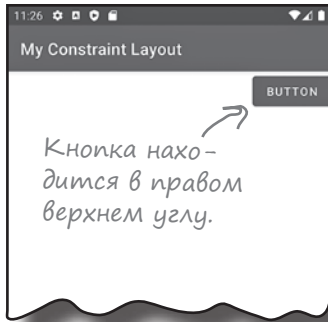 11:26
My Constraint Layout
BUTTON
Кнопка нахо-
дится в правом
верхнем углу.